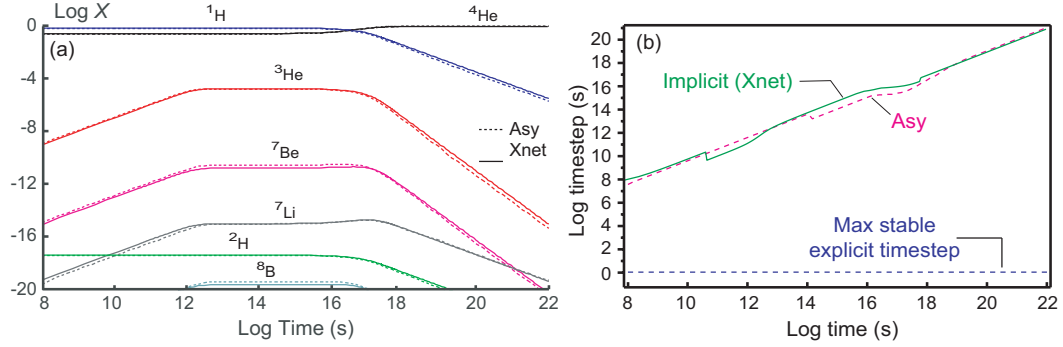 Log X
(a)
¹H
⁴He
³He
⁷Be
⁷Li
²H
⁸B
Asy
Xnet
0
-4
-8
-12
-16
-20
8
10
12
14
16
18
20
22
Log Time (s)
(b)
Implicit (Xnet)
Asy
Max stable
explicit timestep
Log timestep (s)
20
18
16
14
12
10
8
6
4
2
0
8
10
12
14
16
18
20
22
Log time (s)